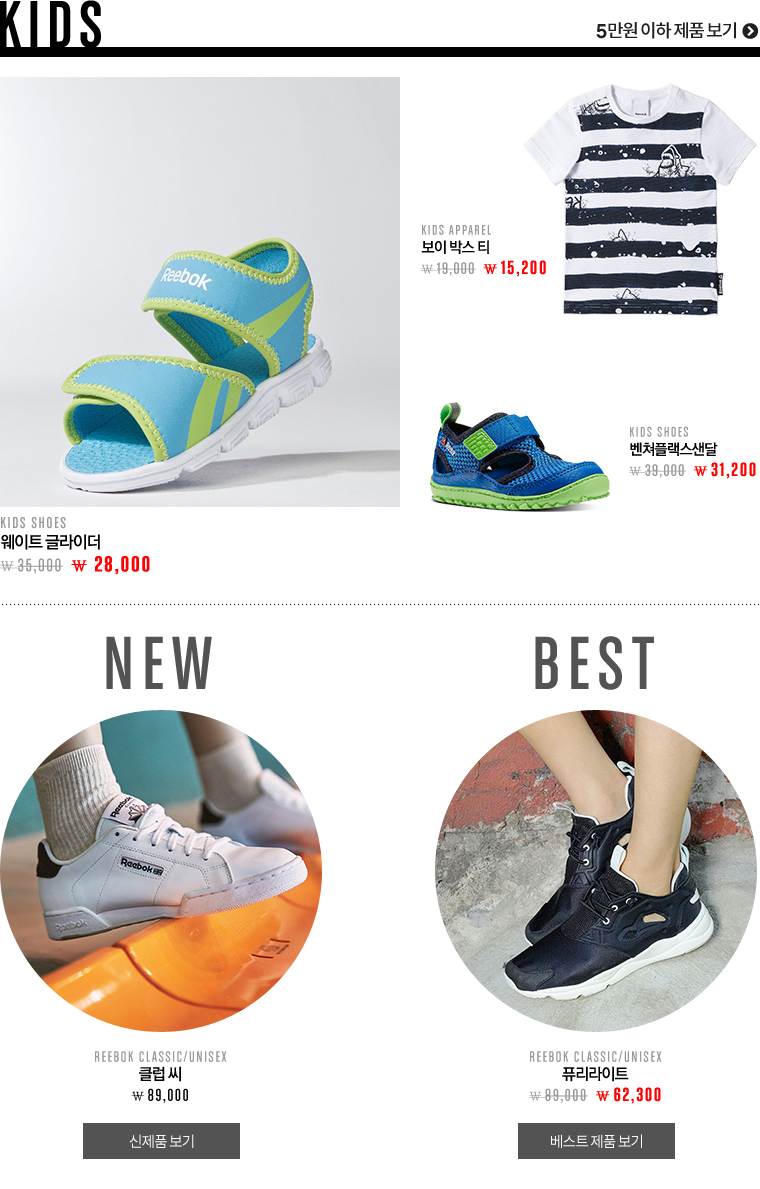 KIDS
5만원 이하 제품 보기
Reebok
KIDS APPAREL
보이 박스 티
₩ 19,000 ₩ 15,200
KIDS SHOES
벤쳐플랙스샌달
₩ 39,000 ₩ 31,200
KIDS SHOES
웨이트 글라이더
₩ 35,000 ₩ 28,000
NEW
BEST
Reebok
Reebok
Reebok
REEBOK CLASSIC/UNISEX
클럽 씨
₩ 89,000
신제품 보기
REEBOK CLASSIC/UNISEX
퓨리라이트
₩ 89,000 ₩ 62,300
베스트 제품 보기